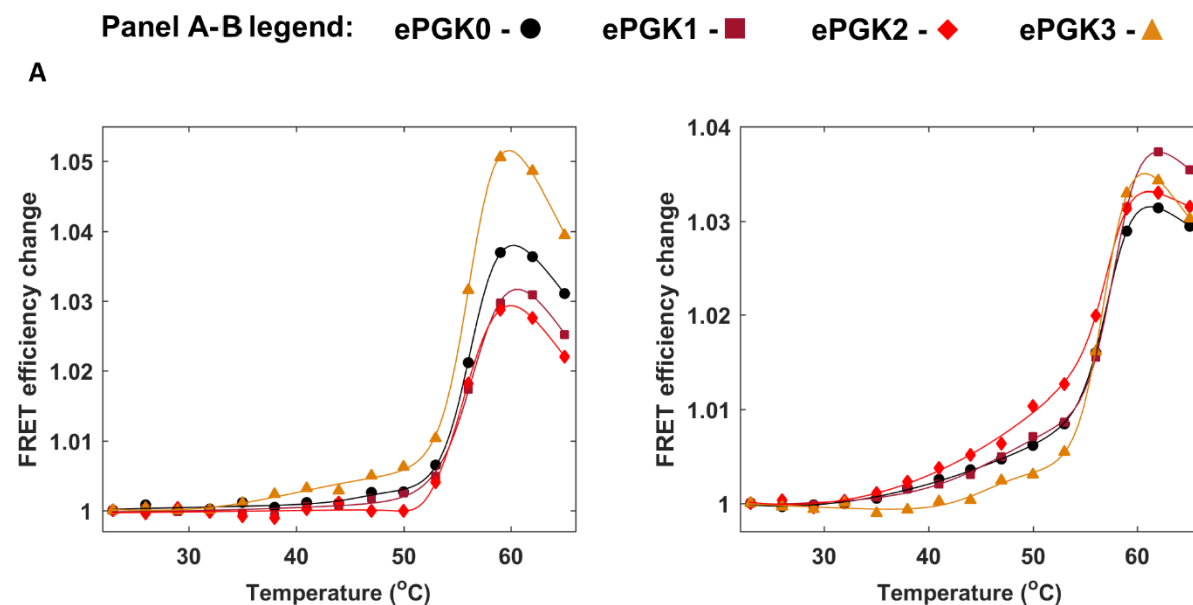 Panel A-B legend: ePGK0 - ePGK1 - ePGK2 - ePGK3 -
A
FRET efficiency change
1.05
1.04
1.03
1.02
1.01
1
30 40 50 60
Temperature (°C)
FRET efficiency change
1.04
1.03
1.02
1.01
1
30 40 50 60
Temperature (°C)